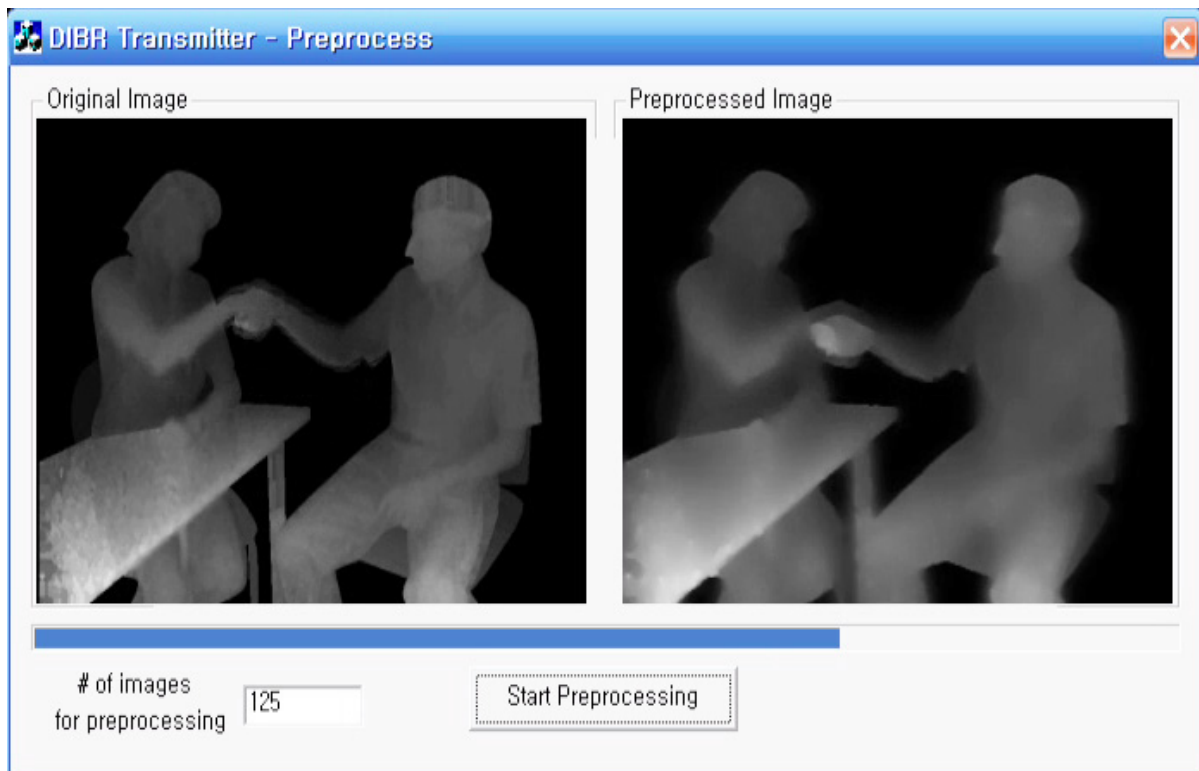 DIBR Transmitter - Preprocess
Original Image
Preprocessed Image
# of images
for preprocessing
125
Start Preprocessing